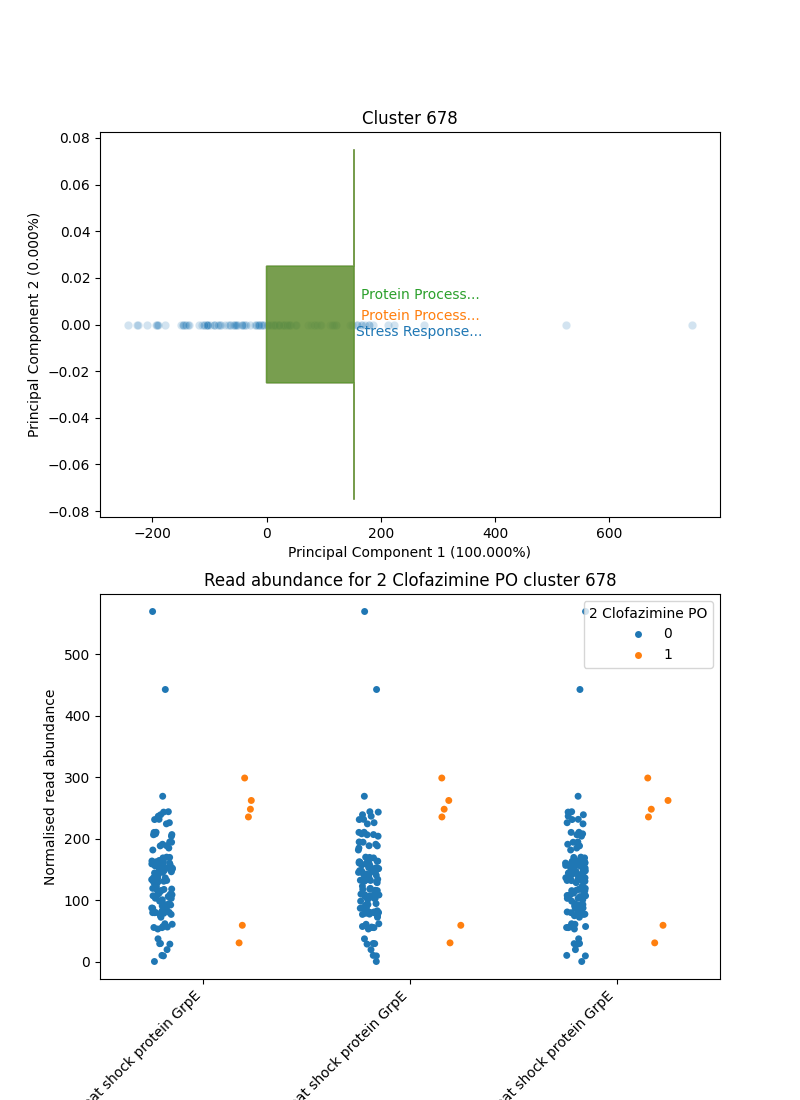 Cluster 678
0.08
0.06
0.04
0.02
0.00
−0.02
−0.04
−0.06
−0.08
Principal Component 2 (0.000%)
Protein Process...
Protein Process...
Stress Response...
−200 0 200 400 600
Principal Component 1 (100.000%)
Read abundance for 2 Clofazimine PO cluster 678
500
400
300
200
100
0
Normalised read abundance
2 Clofazimine PO
0
1
shock protein GrpE
shock protein GrpE
shock protein GrpE